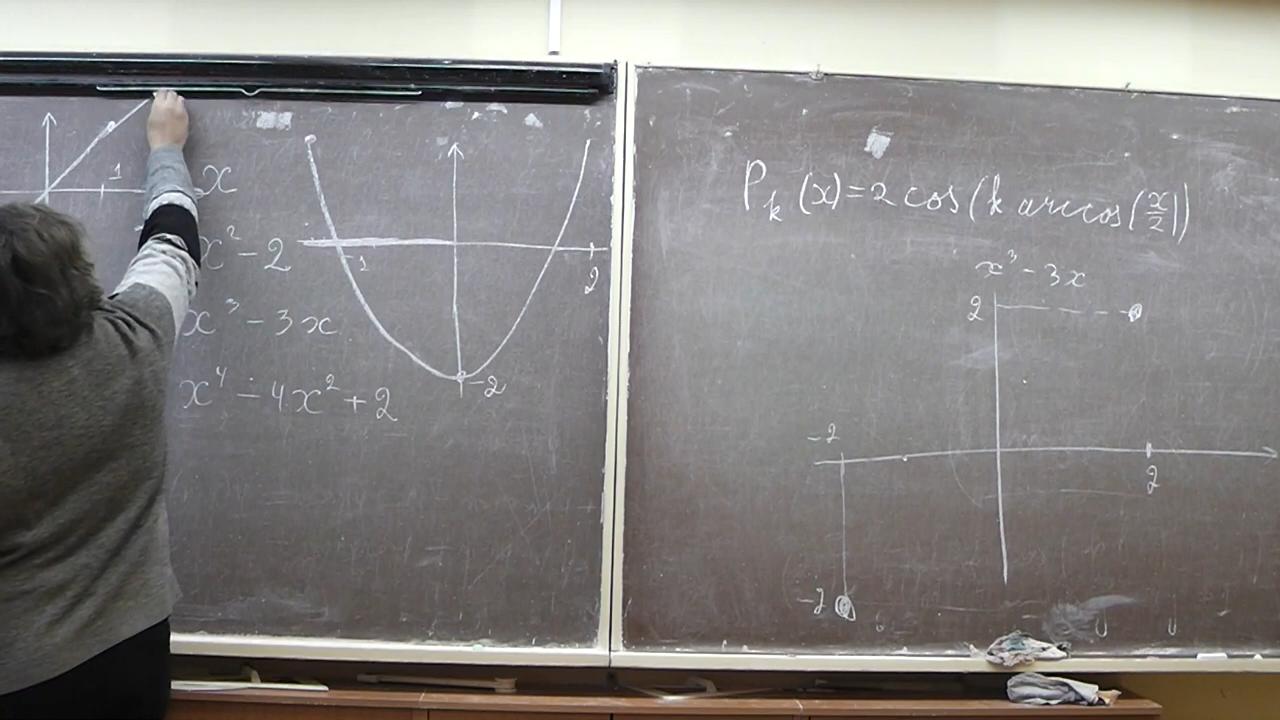 1
x
x² - 2
x³ - 3x
x⁴ - 4x² + 2
-1
2
-2
P_k (x) = 2 cos (k arccos (x/2))
x³ - 3x
2
-2
2
-2